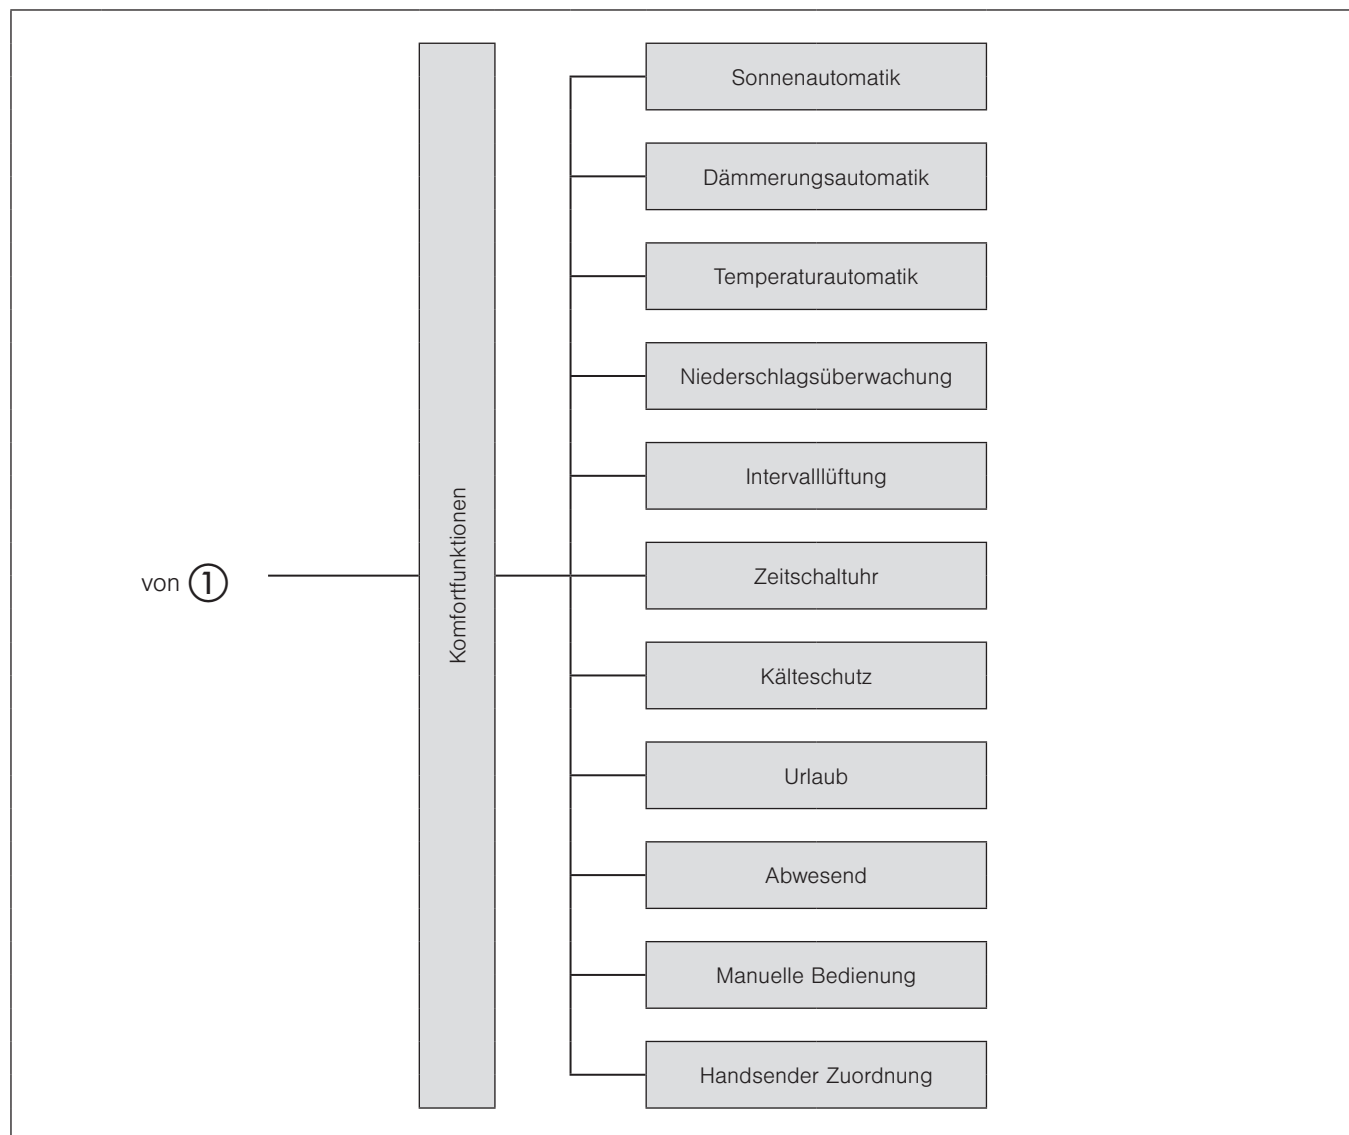 von ①
Komfortfunktionen
Sonnenautomatik
Dämmerungsautomatik
Temperaturautomatik
Niederschlagsüberwachung
Intervalllüftung
Zeitschaltuhr
Kälteschutz
Urlaub
Abwesend
Manuelle Bedienung
Handsender Zuordnung